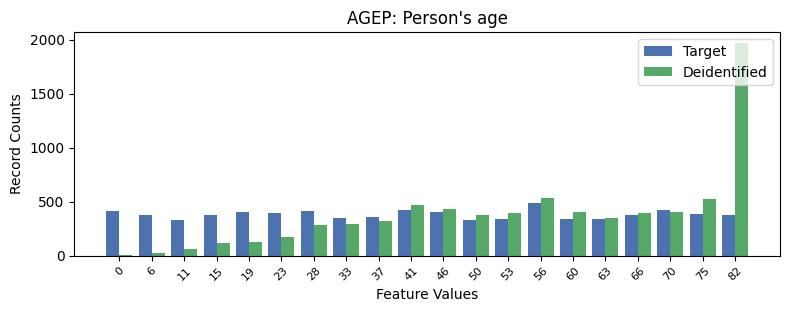 AGEP: Person's age
Target
Deidentified
2000
1500
1000
500
0
Record Counts
0 6 11 15 19 23 28 33 37 41 46 50 53 56 60 63 66 70 75 82
Feature Values